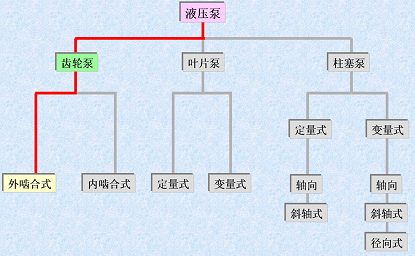 液压泵
齿轮泵 叶片泵 柱塞泵
定量式 变量式
外啮合式 内啮合式 定量式 变量式 轴向 轴向
斜轴式 斜轴式
径向式